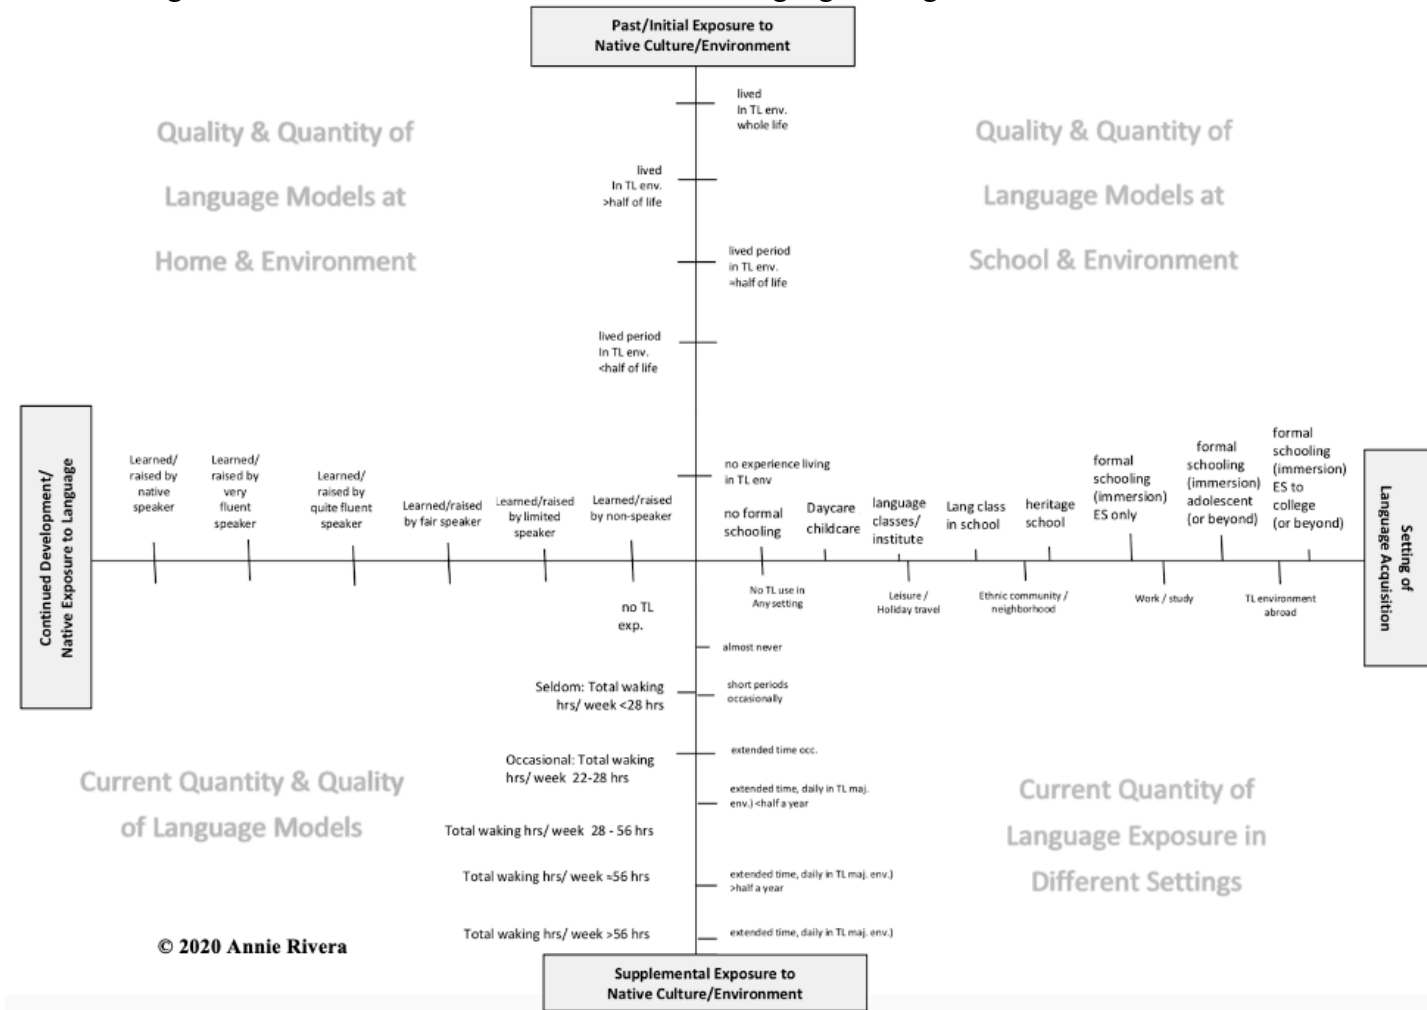 Past/Initial Exposure to
Native Culture/Environment
lived
In TL env.
whole life
Quality & Quantity of
Language Models at
Home & Environment
Quality & Quantity of
Language Models at
School & Environment
lived
In TL env.
>half of life
lived period
in TL env.
≈half of life
lived period
In TL env.
<half of life
Continued Development/
Native Exposure to Language
Learned/
raised by
native
speaker
Learned/
raised by
very
fluent
speaker
Learned/
raised by
quite fluent
speaker
Learned/raised
by fair speaker
Learned/raised
by limited
speaker
Learned/raised
by non-speaker
no experience living
in TL env
no formal
schooling
Daycare
childcare
language
classes/
institute
Lang class
in school
heritage
school
formal
schooling
(immersion)
ES only
formal
schooling
(immersion)
adolescent
(or beyond)
formal
schooling
(immersion)
ES to
college
(or beyond)
Setting of
Language Acquisition
no TL
exp.
No TL use in
Any setting
Leisure /
Holiday travel
Ethnic community /
neighborhood
Work / study
TL environment
abroad
almost never
Seldom: Total waking
hrs/ week <28 hrs
short periods
occasionally
Occasional: Total waking
hrs/ week 22-28 hrs
extended time occ.
extended time, daily in TL maj.
env.) <half a year
Total waking hrs/ week 28 - 56 hrs
Total waking hrs/ week ≈56 hrs
extended time, daily in TL maj. env.)
>half a year
Total waking hrs/ week >56 hrs
extended time, daily in TL maj. env.)
Current Quantity & Quality
of Language Models
Current Quantity of
Language Exposure in
Different Settings
© 2020 Annie Rivera
Supplemental Exposure to
Native Culture/Environment